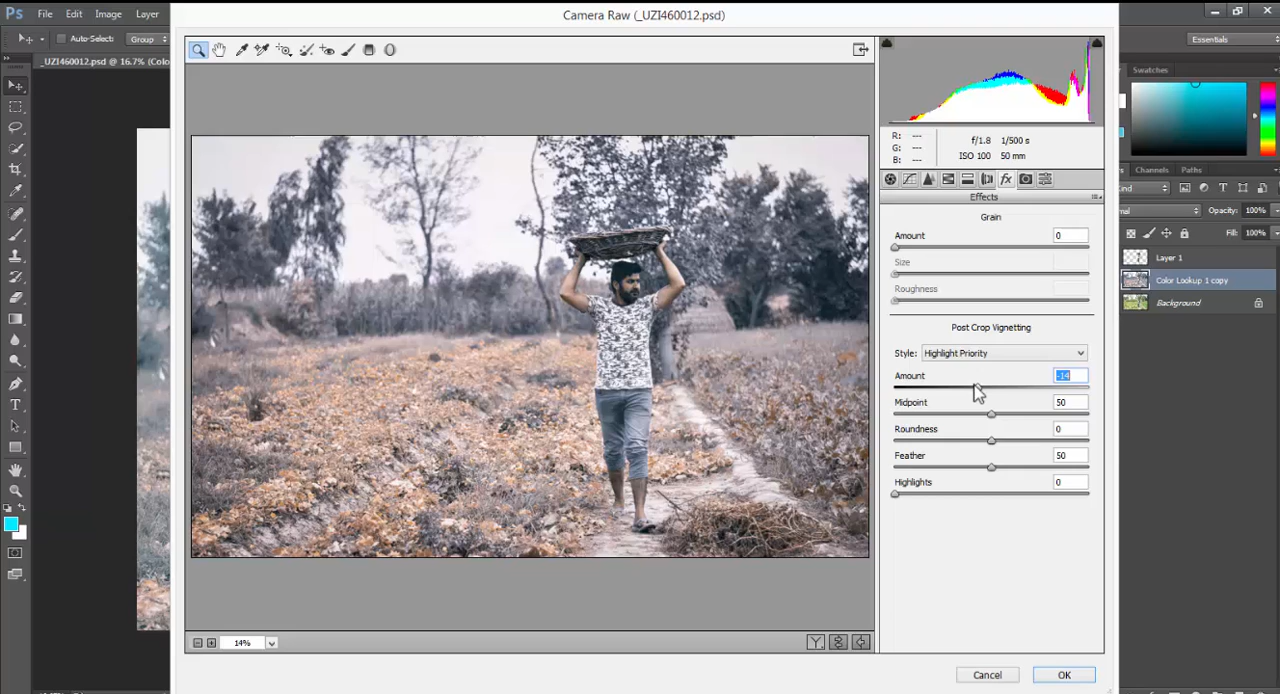 Ps File Edit Image Layer
Camera Raw (_UZI460012.psd)
Auto-Select: Group
Essentials
_UZI460012.psd @ 16.7% (Colo
Swatches
R: ---
G: ---
B: ---
f/1.8 1/500 s
ISO 100 50 mm
Channels Paths
Effects
Kind
Grain
Opacity: 100%
Amount 0
Fill: 100%
Size
Layer 1
Roughness
Color Lookup 1 copy
Background
Post Crop Vignetting
Style: Highlight Priority
Amount -14
Midpoint 50
Roundness 0
Feather 50
Highlights 0
14%
Cancel OK